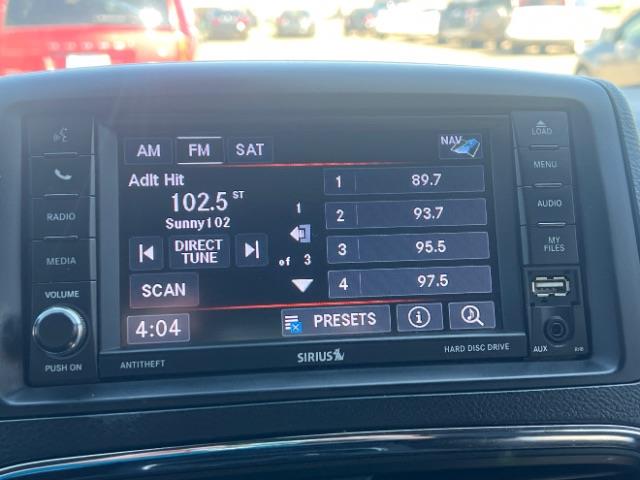 LOAD
AM FM SAT NAV
MENU
Adlt Hit
1 89.7
102.5 ST
Sunny102
1
2 93.7
RADIO
AUDIO
DIRECT
TUNE
3 95.5
MY
FILES
MEDIA
of 3
SCAN
4 97.5
VOLUME
4:04
PRESETS
PUSH ON
AUX
ANTITHEFT
SIRIUS
HARD DISC DRIVE